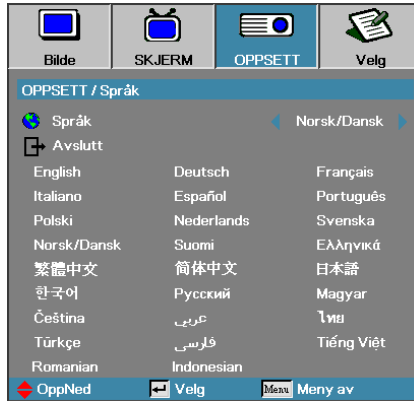 Bilde SKJERM OPPSETT Velg
OPPSETT / Språk
Språk Norsk/Dansk
Avslutt
English Deutsch Français
Italiano Español Português
Polski Nederlands Svenska
Norsk/Dansk Suomi Ελληνικά
繁體中文 简体中文 日本語
한국어 Русский Magyar
Čeština عربي ไทย
Türkçe فارسی Tiếng Việt
Romanian Indonesian
OppNed Velg Menu Meny av